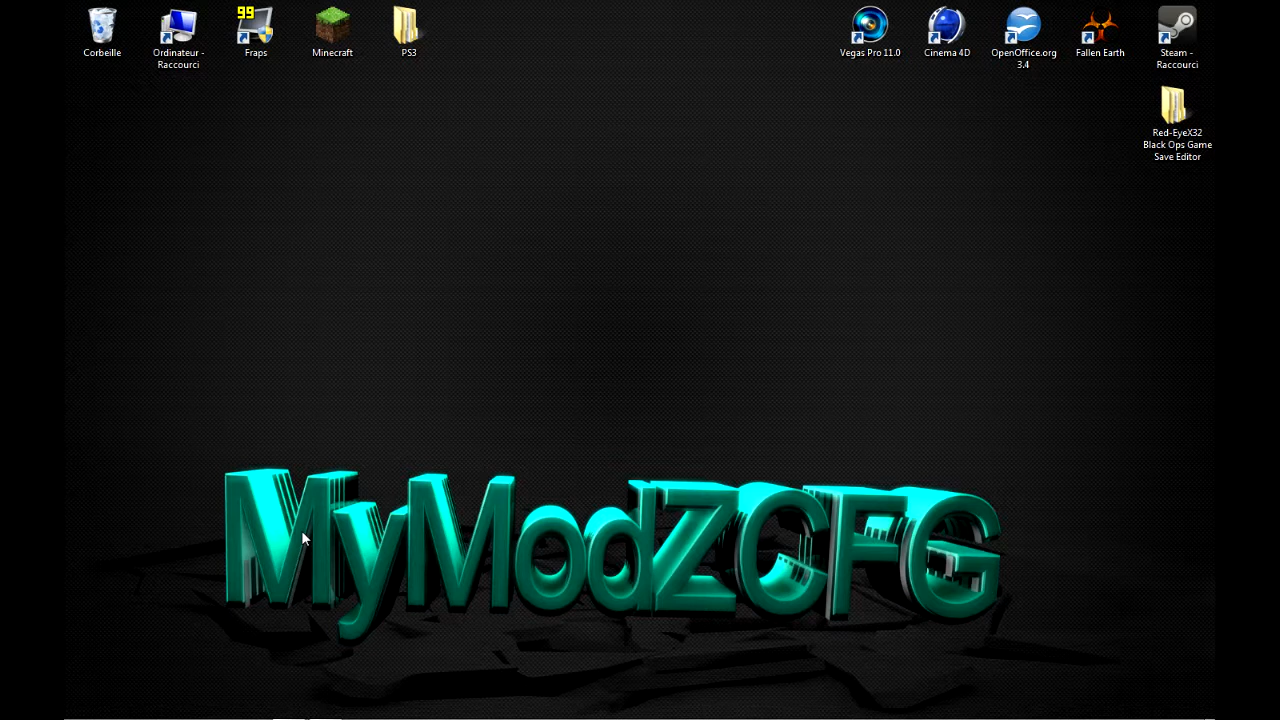 99
Corbeille
Ordinateur -
Raccourci
Fraps
Minecraft
PS3
Vegas Pro 11.0
Cinema 4D
OpenOffice.org
3.4
Fallen Earth
Steam -
Raccourci
Red-EyeX32
Black Ops Game
Save Editor
MyModZCFG